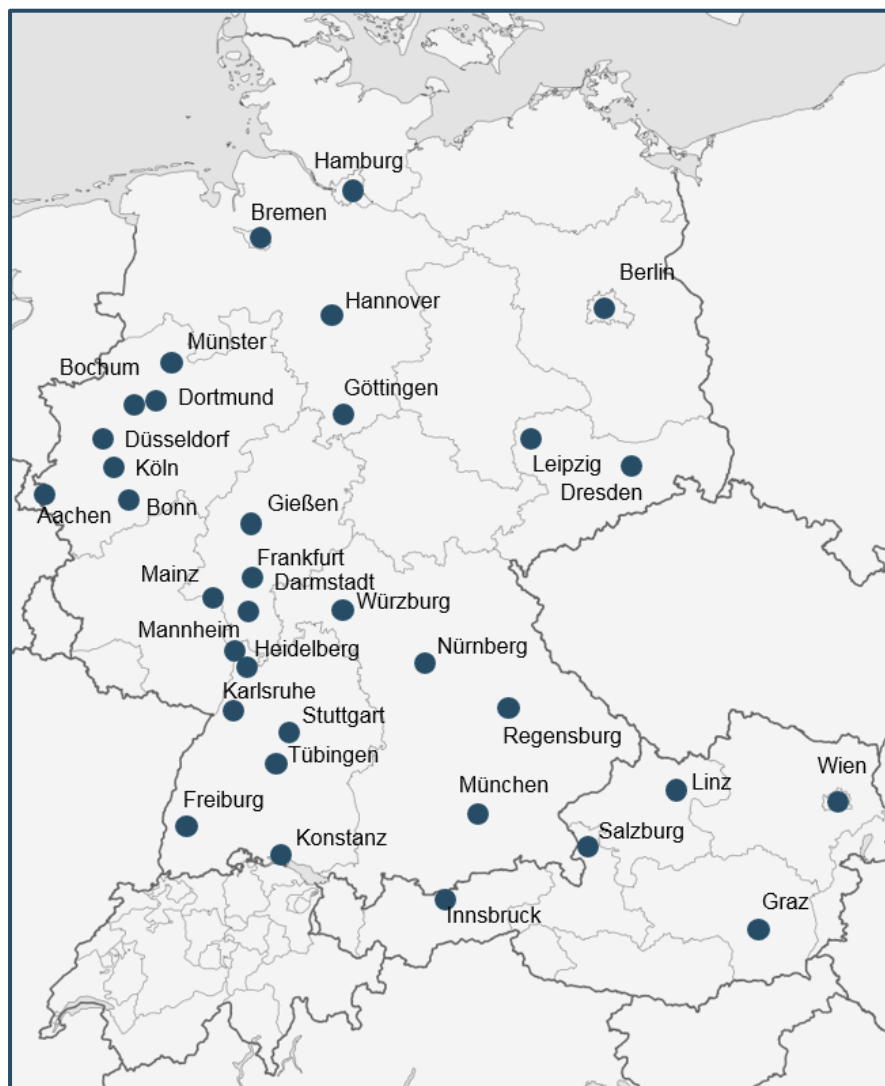 Hamburg
Bremen
Berlin
Hannover
Münster
Bochum
Göttingen
Dortmund
Düsseldorf
Leipzig
Köln
Dresden
Bonn
Aachen
Gießen
Frankfurt
Mainz
Darmstadt
Würzburg
Mannheim
Heidelberg
Nürnberg
Karlsruhe
Stuttgart
Regensburg
Tübingen
München
Linz
Wien
Freiburg
Salzburg
Konstanz
Graz
Innsbruck